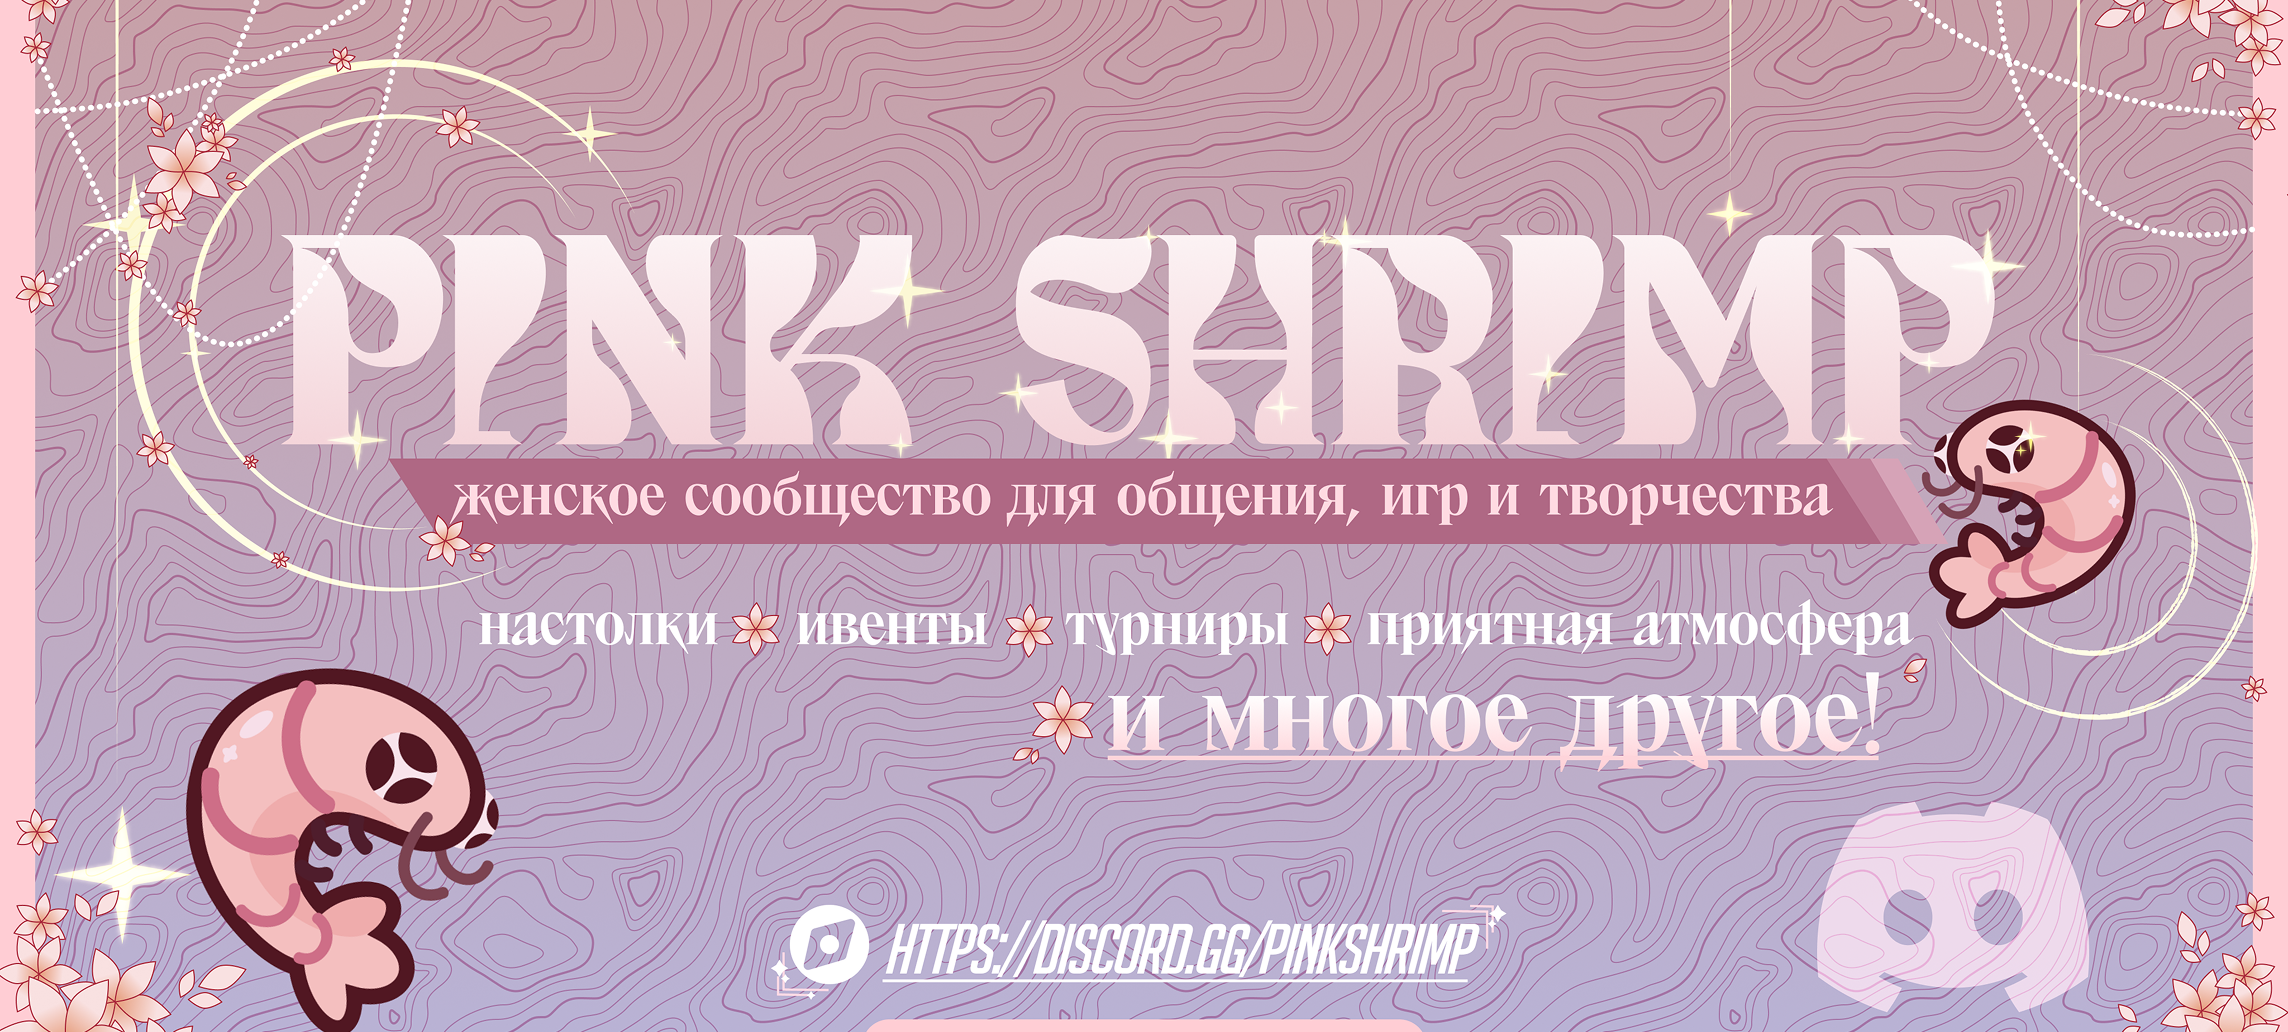 PINK SHRIMP
женское сообщество для общения, игр и творчества
настолки ивенты турниры приятная атмосфера
и многое другое!
HTTPS://DISCORD.GG/PINKSHRIMP